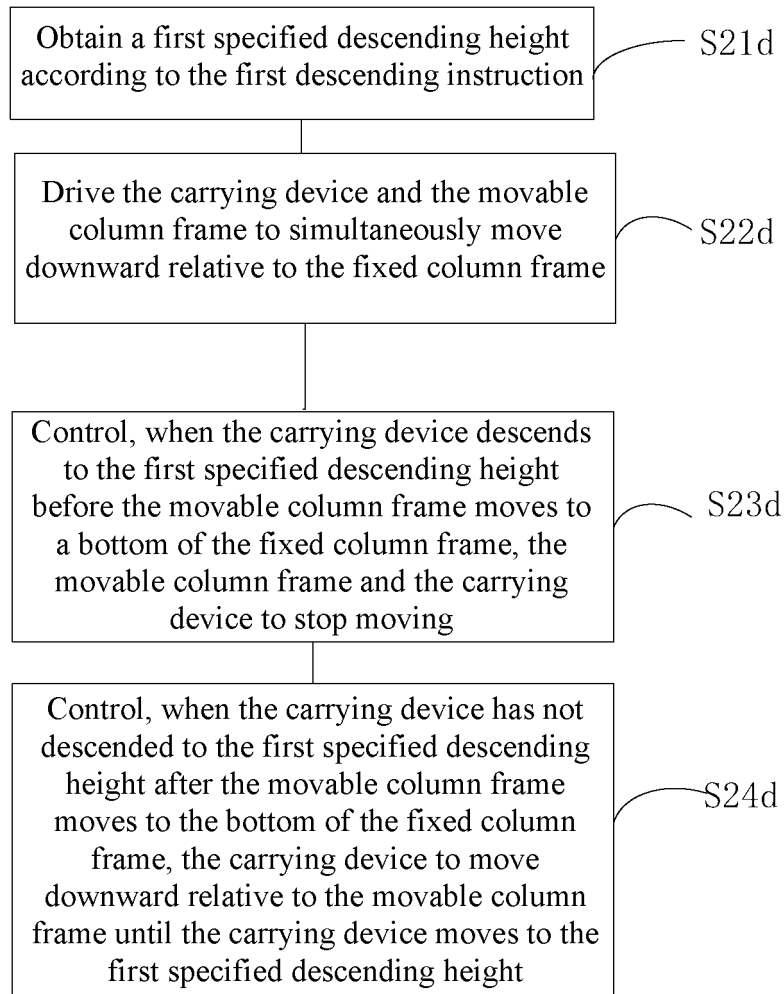 Obtain a first specified descending height
according to the first descending instruction
S21d
Drive the carrying device and the movable
column frame to simultaneously move
downward relative to the fixed column frame
S22d
Control, when the carrying device descends
to the first specified descending height
before the movable column frame moves to
a bottom of the fixed column frame, the
movable column frame and the carrying
device to stop moving
S23d
Control, when the carrying device has not
descended to the first specified descending
height after the movable column frame
moves to the bottom of the fixed column
frame, the carrying device to move
downward relative to the movable column
frame until the carrying device moves to the
first specified descending height
S24d